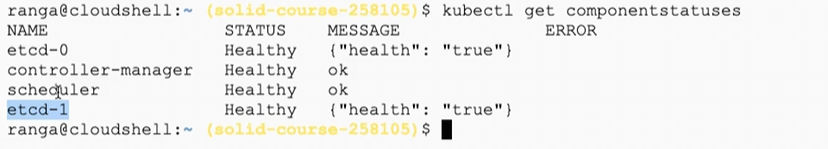 ranga@cloudshell:~ (solid-course-258105)$ kubectl get componentstatuses
NAME STATUS MESSAGE ERROR
etcd-0 Healthy {"health": "true"}
controller-manager Healthy ok
scheduler Healthy ok
etcd-1 Healthy {"health": "true"}
ranga@cloudshell:~ (solid-course-258105)$